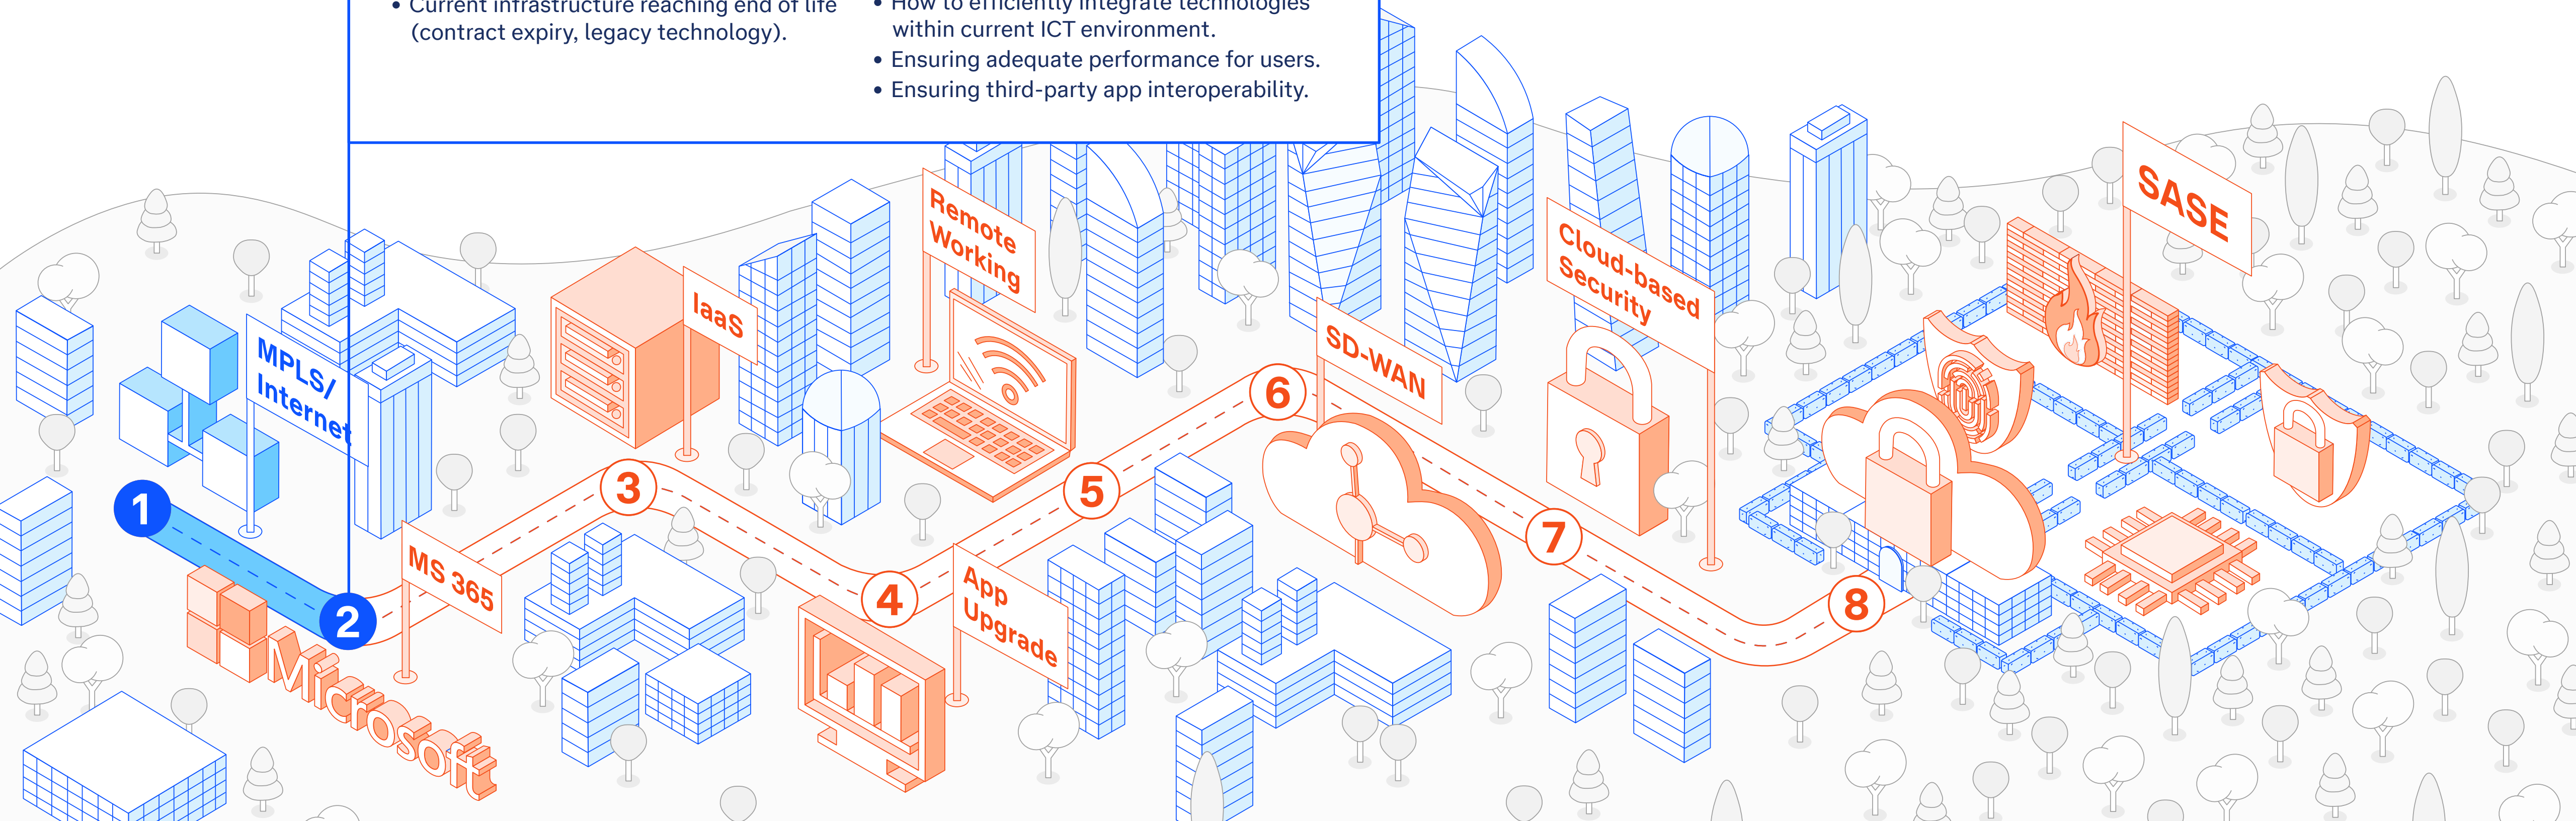 • Current infrastructure reaching end of life
(contract expiry, legacy technology).
• How to efficiently integrate technologies
within current ICT environment.
• Ensuring adequate performance for users.
• Ensuring third-party app interoperability.
MPLS/
Internet
1
2
MS 365
Microsoft
3
IaaS
4
App
Upgrade
5
Remote
Working
6
SD-WAN
7
Cloud-based
Security
8
SASE